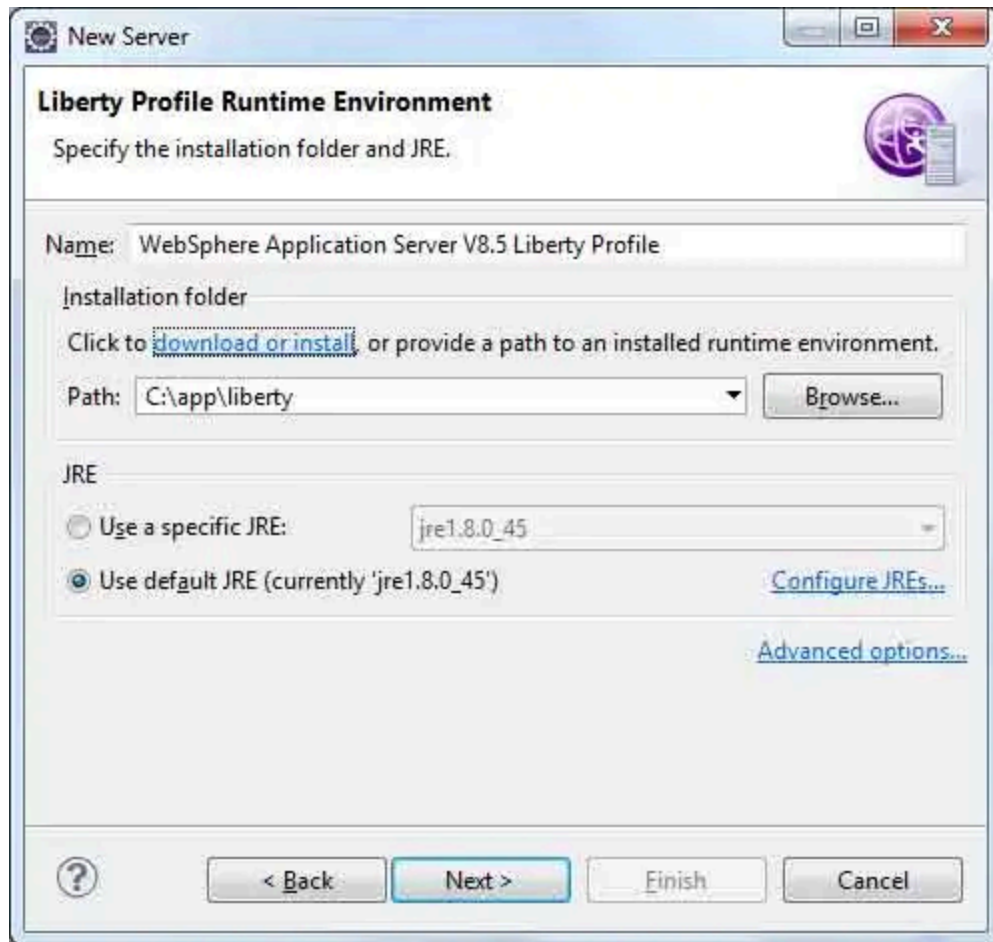 New Server
Liberty Profile Runtime Environment
Specify the installation folder and JRE.
Name: WebSphere Application Server V8.5 Liberty Profile
Installation folder
Click to download or install, or provide a path to an installed runtime environment.
Path: C:\app\liberty Browse...
JRE
Use a specific JRE: jre1.8.0_45
Use default JRE (currently 'jre1.8.0_45') Configure JREs...
Advanced options...
? < Back Next > Finish Cancel